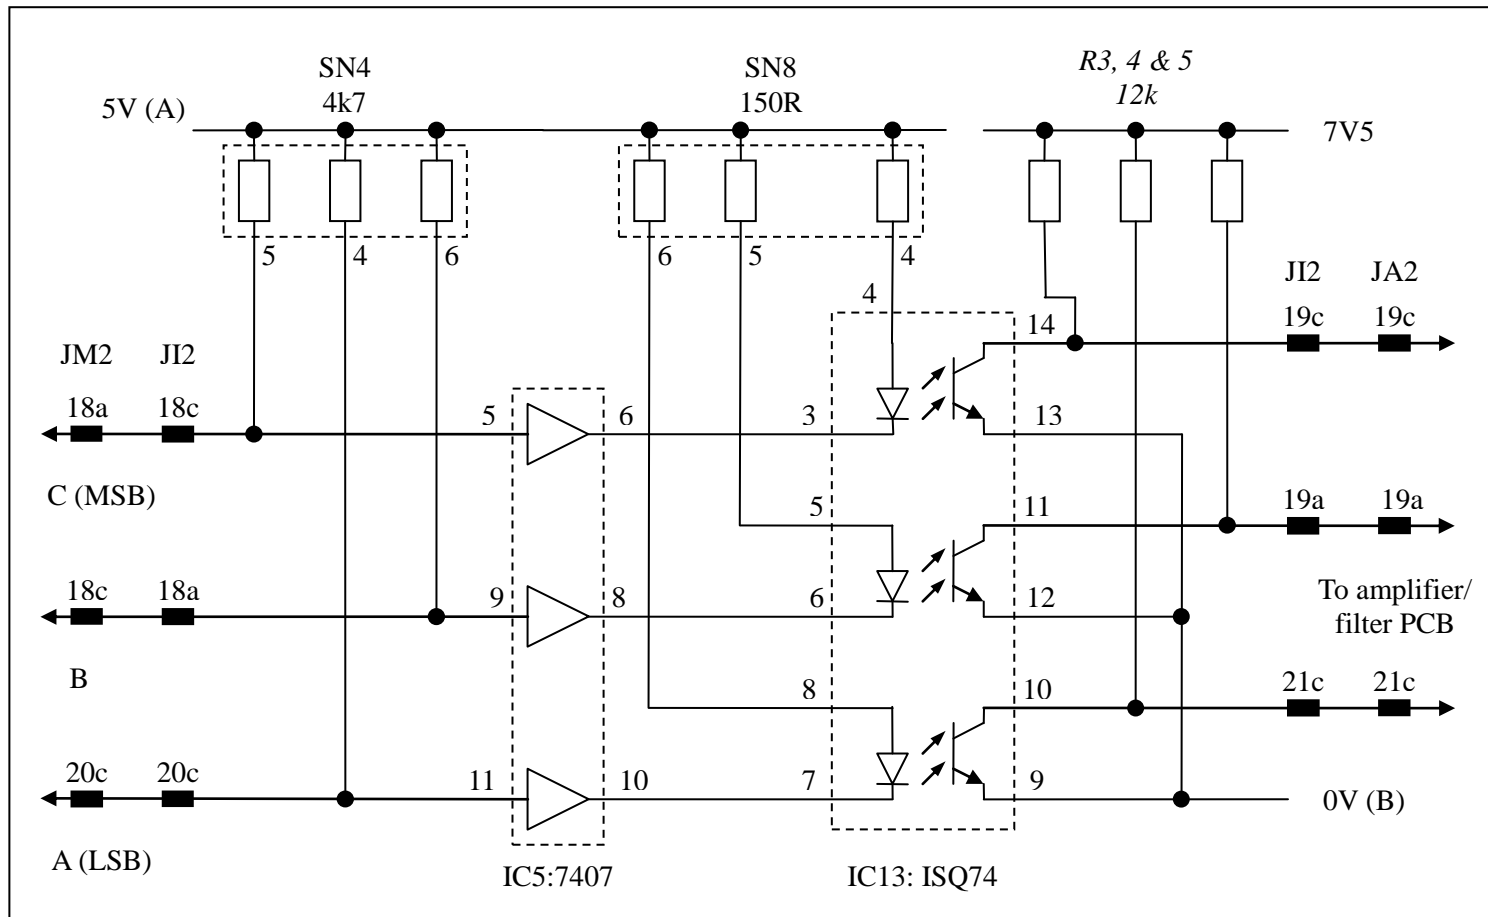 SN4
4k7
SN8
150R
R3, 4 & 5
12k
5V (A)
7V5
5 4 6
6 5 4
4
JI2 JA2
14
19c 19c
JM2 JI2
18a 18c
5 6 3 13
C (MSB)
5 11
19a 19a
18c 18a
9 8 6 12
To amplifier/
filter PCB
B
8 10
21c 21c
20c 20c
11 10 7 9
0V (B)
A (LSB)
IC5:7407
IC13: ISQ74